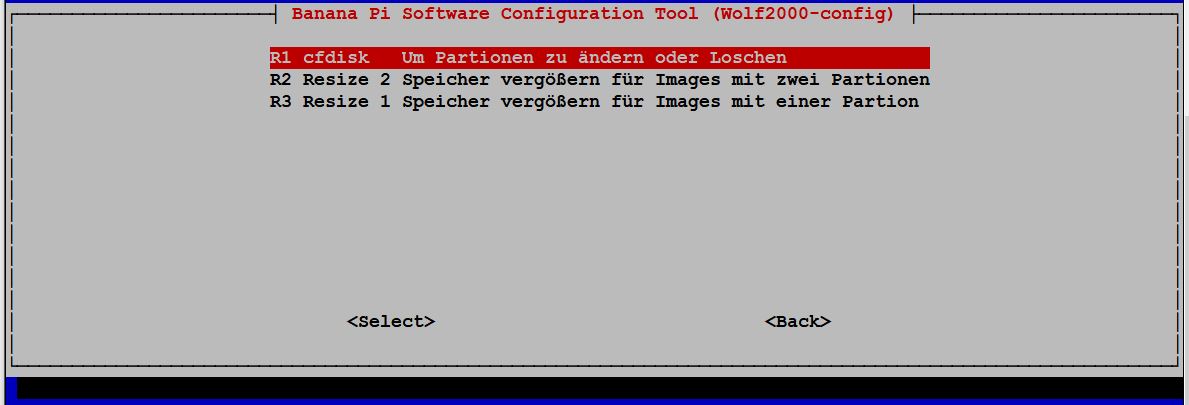 Banana Pi Software Configuration Tool (Wolf2000-config)
R1 cfdisk Um Partionen zu ändern oder Loschen
R2 Resize 2 Speicher vergößern für Images mit zwei Partionen
R3 Resize 1 Speicher vergößern für Images mit einer Partion
<Select> <Back>